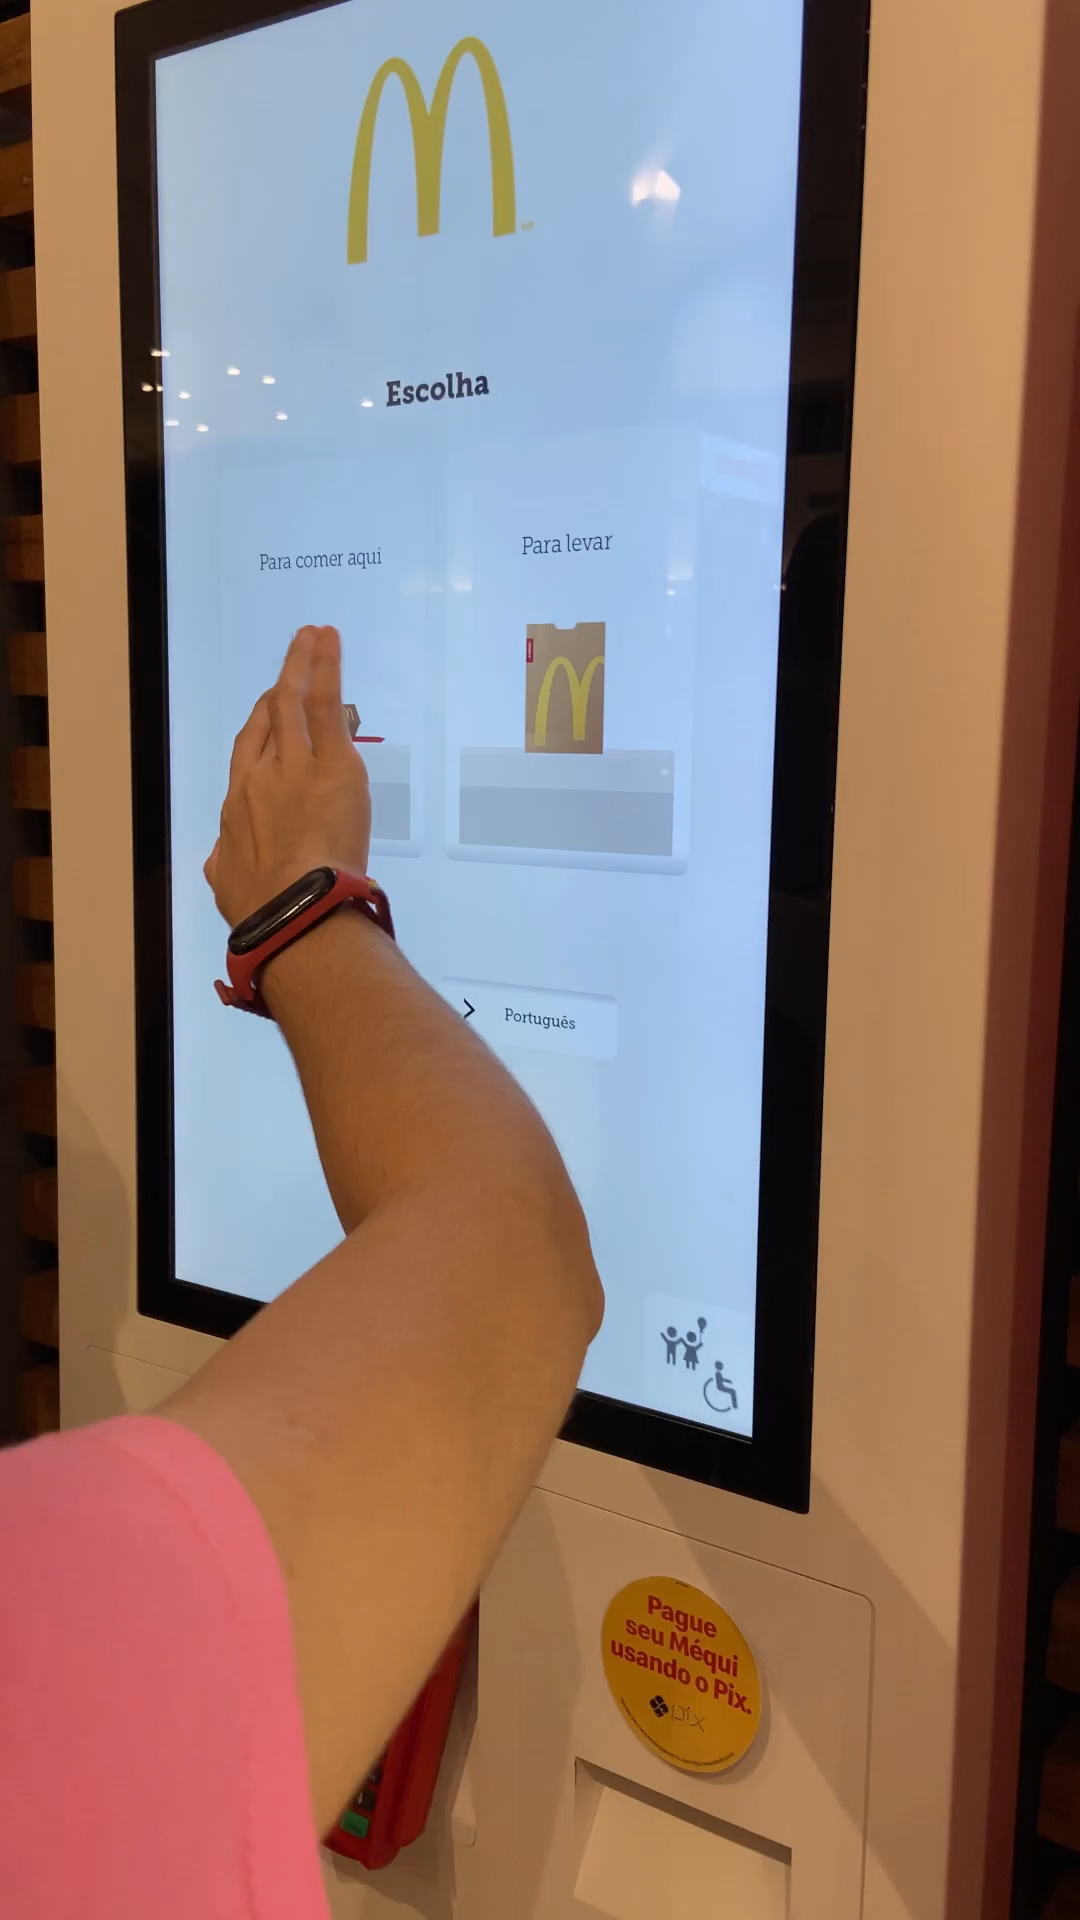 Escolha
Para comer aqui
Para levar
Português
Pague
seu Méqui
usando o Pix.
pix